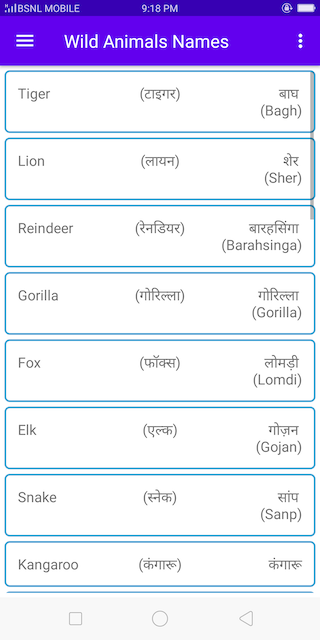 BSNL MOBILE 9:18 PM
Wild Animals Names
Tiger (टाइगर) बाघ
(Bagh)
Lion (लायन) शेर
(Sher)
Reindeer (रेनडियर) बारहसिंगा
(Barahsinga)
Gorilla (गोरिल्ला) गोरिल्ला
(Gorilla)
Fox (फॉक्स) लोमड़ी
(Lomdi)
Elk (एल्क) गोज़न
(Gojan)
Snake (स्नेक) सांप
(Sanp)
Kangaroo (कंगारू) कंगारू